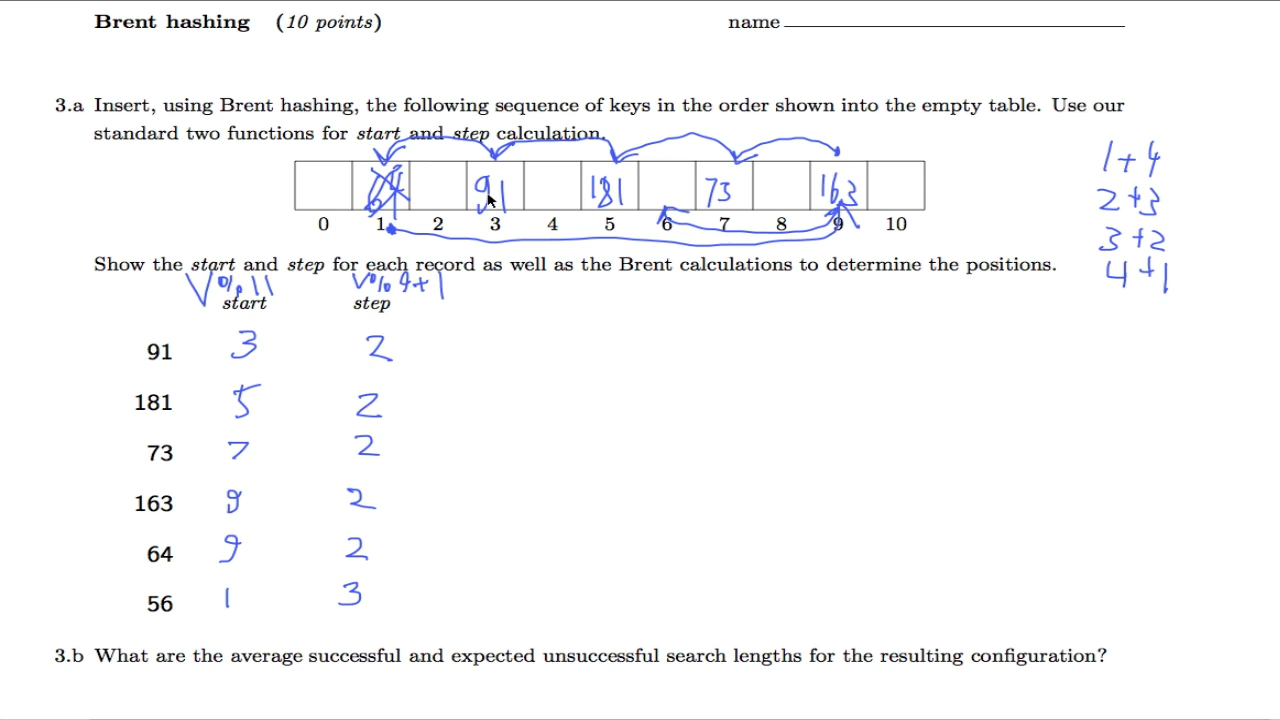 Brent hashing (10 points) name
3.a Insert, using Brent hashing, the following sequence of keys in the order shown into the empty table. Use our
standard two functions for start and step calculation.
1+4
2+3
3+2
4+1
64 91 181 73 163
0 1 2 3 4 5 6 7 8 9 10
Show the start and step for each record as well as the Brent calculations to determine the positions.
V%11 V%9+1
start step
91 3 2
181 5 2
73 7 2
163 9 2
64 9 2
56 1 3
3.b What are the average successful and expected unsuccessful search lengths for the resulting configuration?